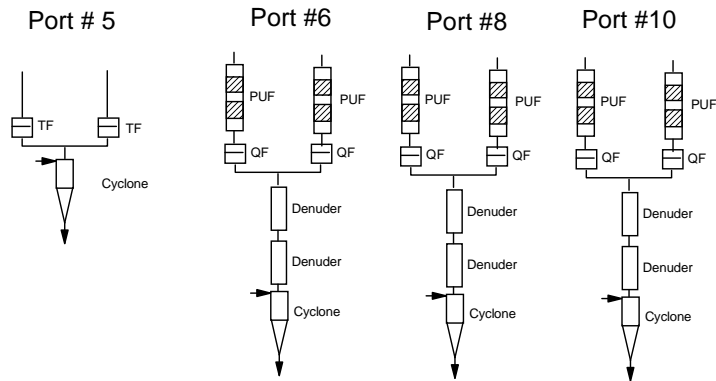 Port # 5
Port #6
Port #8
Port #10
PUF
PUF
PUF
PUF
PUF
PUF
TF
TF
QF
QF
QF
QF
QF
QF
Cyclone
Denuder
Denuder
Denuder
Denuder
Denuder
Denuder
Cyclone
Cyclone
Cyclone